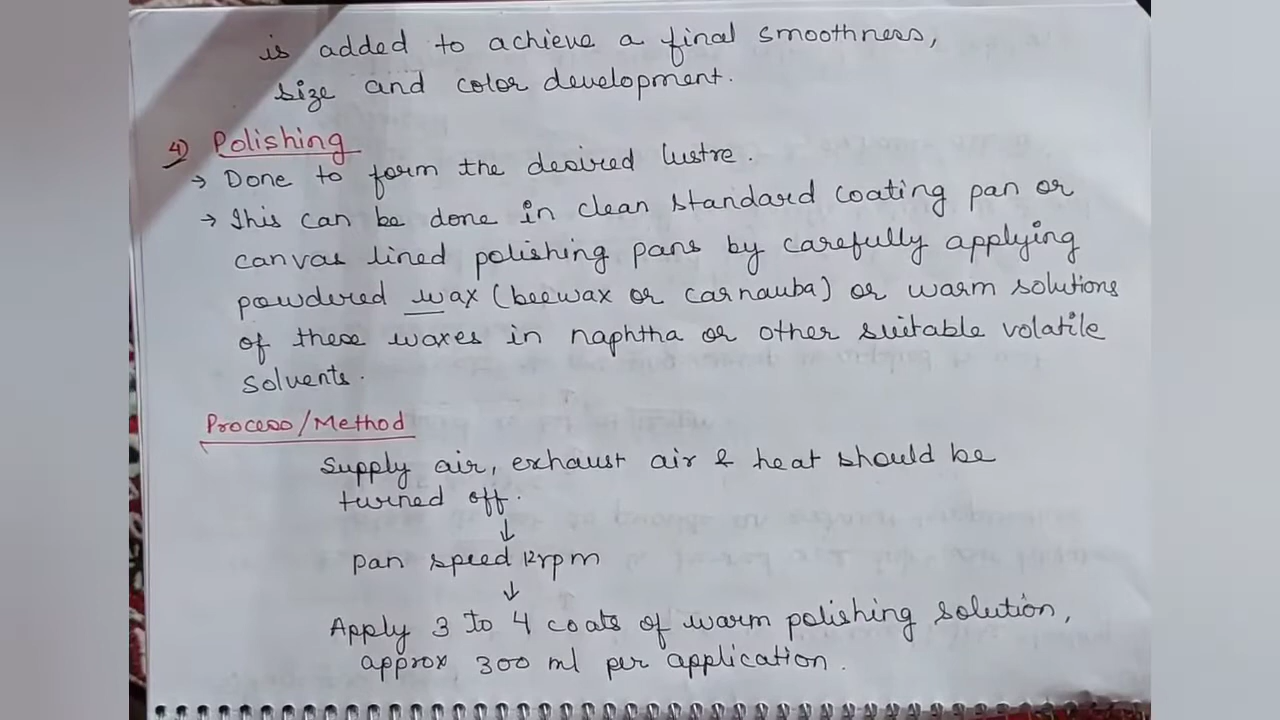 is added to achieve a final smoothness,
size and color development.
4) Polishing
→ Done to form the desired lustre.
→ This can be done in clean standard coating pan or
canvas lined polishing pans by carefully applying
powdered wax (beewax or carnauba) or warm solutions
of these waxes in naphtha or other suitable volatile
solvents.
Process/Method
Supply air, exhaust air & heat should be
turned off.
↓
pan speed 12rpm
↓
Apply 3 to 4 coats of warm polishing solution,
approx 300 ml per application.